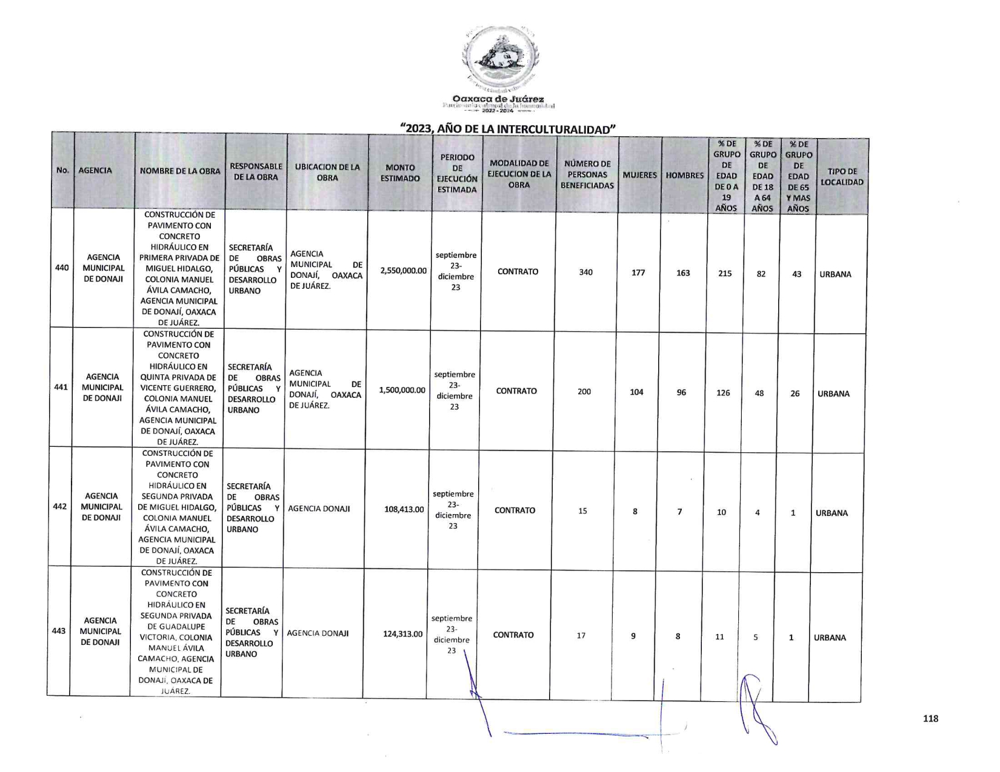 Oaxaca de Juárez
Patrimonio cultural de la humanidad
2022 - 2024
“2023, AÑO DE LA INTERCULTURALIDAD”
No.
AGENCIA
NOMBRE DE LA OBRA
RESPONSABLE
DE LA OBRA
UBICACION DE LA
OBRA
MONTO
ESTIMADO
PERIODO
DE
EJECUCIÓN
ESTIMADA
MODALIDAD DE
EJECUCION DE LA
OBRA
NÚMERO DE
PERSONAS
BENEFICIADAS
MUJERES
HOMBRES
% DE
GRUPO
DE
EDAD
DE 0 A
19
AÑOS
% DE
GRUPO
DE
EDAD
DE 18
A 64
AÑOS
% DE
GRUPO
DE
EDAD
DE 65
Y MAS
AÑOS
TIPO DE
LOCALIDAD
440
AGENCIA
MUNICIPAL
DE DONAJI
CONSTRUCCIÓN DE
PAVIMENTO CON
CONCRETO
HIDRÁULICO EN
PRIMERA PRIVADA DE
MIGUEL HIDALGO,
COLONIA MANUEL
ÁVILA CAMACHO,
AGENCIA MUNICIPAL
DE DONAJÍ, OAXACA
DE JUÁREZ.
SECRETARÍA
DE OBRAS
PÚBLICAS Y
DESARROLLO
URBANO
AGENCIA
MUNICIPAL DE
DONAJÍ, OAXACA
DE JUÁREZ.
2,550,000.00
septiembre
23-
diciembre
23
CONTRATO
340
177
163
215
82
43
URBANA
441
AGENCIA
MUNICIPAL
DE DONAJI
CONSTRUCCIÓN DE
PAVIMENTO CON
CONCRETO
HIDRÁULICO EN
QUINTA PRIVADA DE
VICENTE GUERRERO,
COLONIA MANUEL
ÁVILA CAMACHO,
AGENCIA MUNICIPAL
DE DONAJÍ, OAXACA
DE JUÁREZ.
SECRETARÍA
DE OBRAS
PÚBLICAS Y
DESARROLLO
URBANO
AGENCIA
MUNICIPAL DE
DONAJÍ, OAXACA
DE JUÁREZ.
1,500,000.00
septiembre
23-
diciembre
23
CONTRATO
200
104
96
126
48
26
URBANA
442
AGENCIA
MUNICIPAL
DE DONAJI
CONSTRUCCIÓN DE
PAVIMENTO CON
CONCRETO
HIDRÁULICO EN
SEGUNDA PRIVADA
DE MIGUEL HIDALGO,
COLONIA MANUEL
ÁVILA CAMACHO,
AGENCIA MUNICIPAL
DE DONAJÍ, OAXACA
DE JUÁREZ.
SECRETARÍA
DE OBRAS
PÚBLICAS Y
DESARROLLO
URBANO
AGENCIA DONAJI
108,413.00
septiembre
23-
diciembre
23
CONTRATO
15
8
7
10
4
1
URBANA
443
AGENCIA
MUNICIPAL
DE DONAJI
CONSTRUCCIÓN DE
PAVIMENTO CON
CONCRETO
HIDRÁULICO EN
SEGUNDA PRIVADA
DE GUADALUPE
VICTORIA, COLONIA
MANUEL ÁVILA
CAMACHO, AGENCIA
MUNICIPAL DE
DONAJÍ, OAXACA DE
JUÁREZ.
SECRETARÍA
DE OBRAS
PÚBLICAS Y
DESARROLLO
URBANO
AGENCIA DONAJI
124,313.00
septiembre
23-
diciembre
23
CONTRATO
17
9
8
11
5
1
URBANA
118